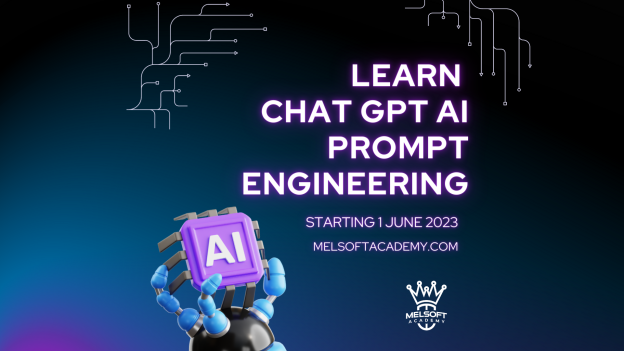 LEARN
CHAT GPT AI
PROMPT
ENGINEERING
STARTING 1 JUNE 2023
MELSOFTACADEMY.COM
AI
MELSOFT
ACADEMY